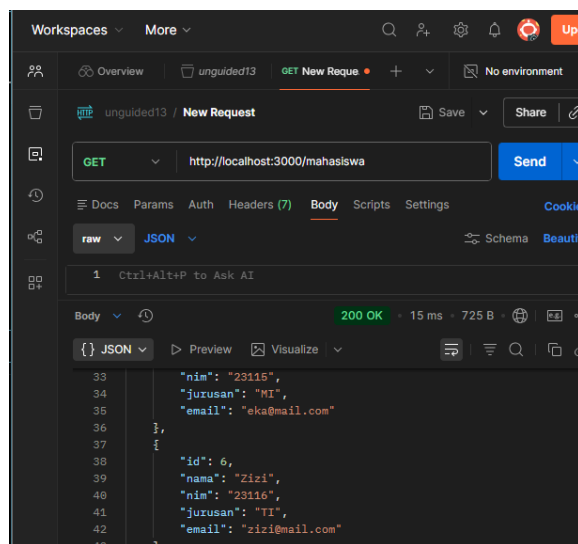 Workspaces More Up
Overview unguided13 GET New Reque. No environment
HTTP unguided13 / New Request Save Share
GET http://localhost:3000/mahasiswa Send
Docs Params Auth Headers (7) Body Scripts Settings Cookie
raw JSON Schema Beauti
1 Ctrl+Alt+P to Ask AI
Body 200 OK • 15 ms • 725 B • e.g.
{} JSON Preview Visualize
33 "nim": "23115",
34 "jurusan": "MI",
35 "email": "eka@mail.com"
36 },
37 {
38 "id": 6,
39 "nama": "Zizi",
40 "nim": "23116",
41 "jurusan": "TI",
42 "email": "zizi@mail.com"